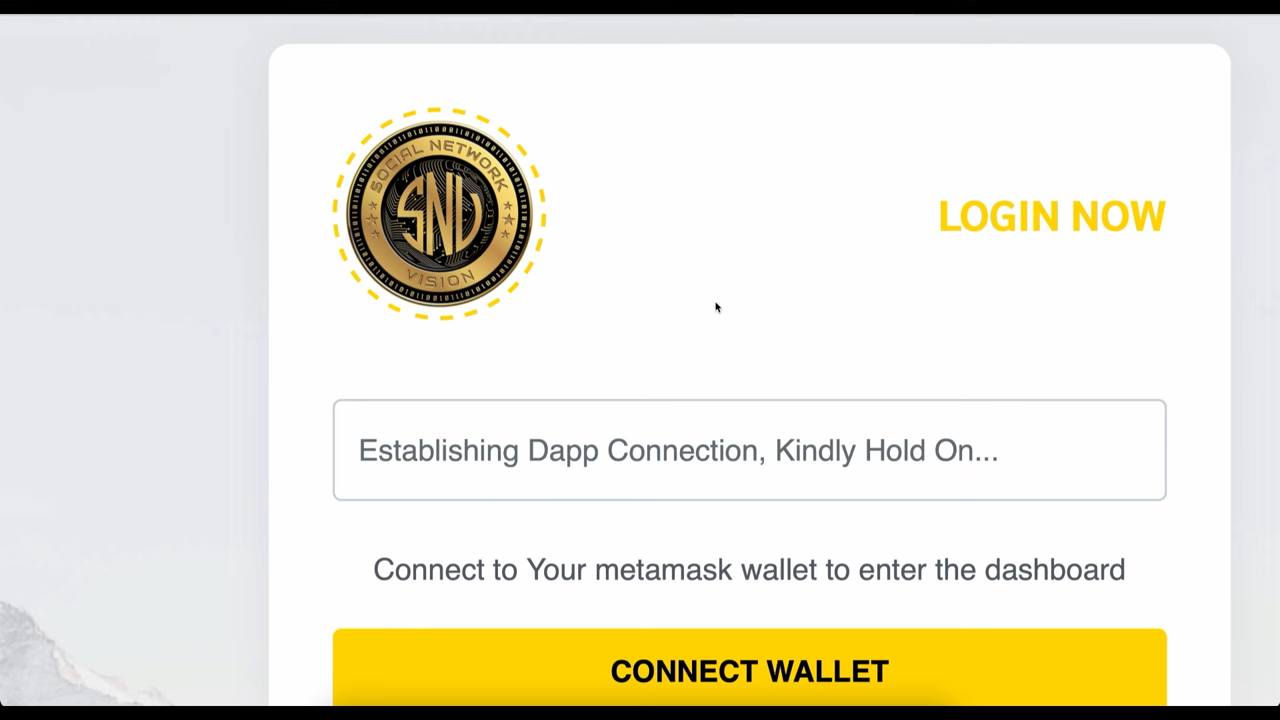 SOCIAL NETWORK
SNV
VISION
LOGIN NOW
Establishing Dapp Connection, Kindly Hold On...
Connect to Your metamask wallet to enter the dashboard
CONNECT WALLET